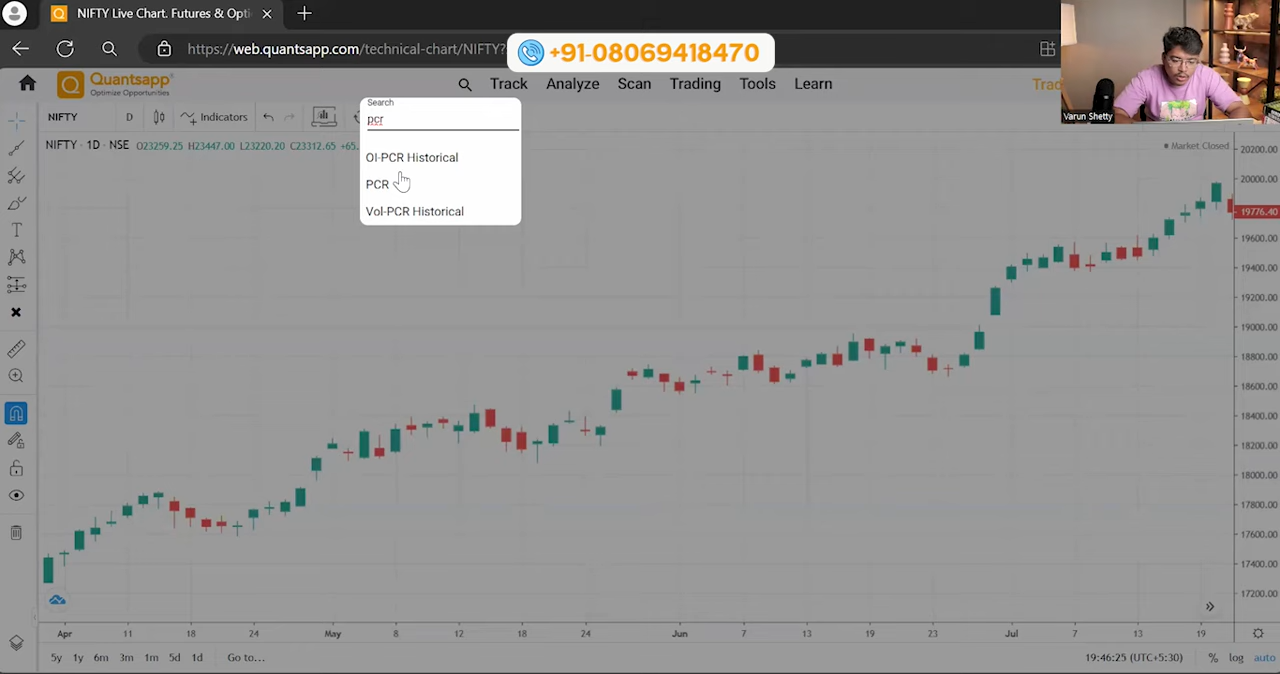 NIFTY Live Chart. Futures & Opti
https://web.quantsapp.com/technical-chart/NIFTY?
+91-08069418470
Varun Shetty
Quantsapp
Optimize Opportunities
Track
Analyze
Scan
Trading
Tools
Learn
Trad
NIFTY
D
Indicators
Search
pcr
OI-PCR Historical
PCR
Vol-PCR Historical
NIFTY · 1D · NSE O23259.25 H23447.00 L23220.20 C23312.65 +65.
Market Closed
20200.00
20000.00
19776.40
19600.00
19400.00
19200.00
19000.00
18800.00
18600.00
18400.00
18200.00
18000.00
17800.00
17600.00
17400.00
17200.00
Apr 11 18 24 May 8 12 18 24 Jun 7 13 19 23 Jul 7 13 19
5y 1y 6m 3m 1m 5d 1d Go to...
19:46:25 (UTC+5:30) % log auto